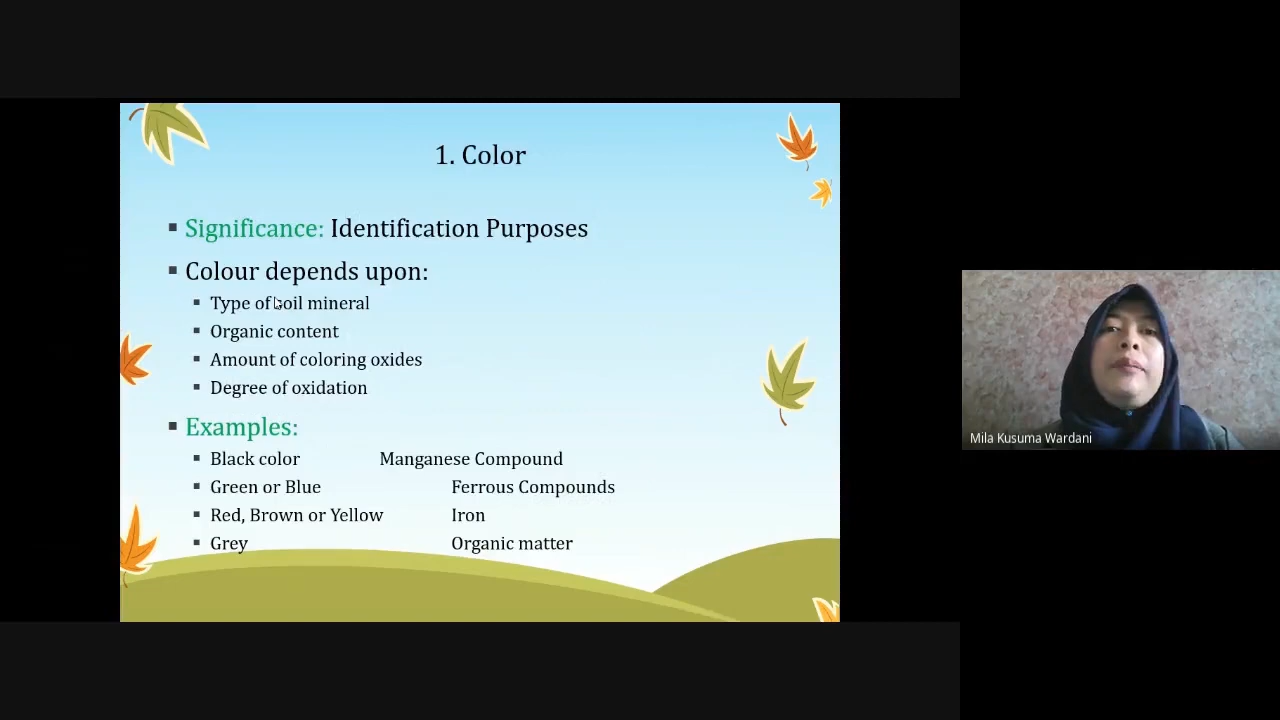 1. Color
Significance: Identification Purposes
Colour depends upon:
Type of soil mineral
Organic content
Amount of coloring oxides
Degree of oxidation
Examples:
Black color Manganese Compound
Green or Blue Ferrous Compounds
Red, Brown or Yellow Iron
Grey Organic matter
Mila Kusuma Wardani